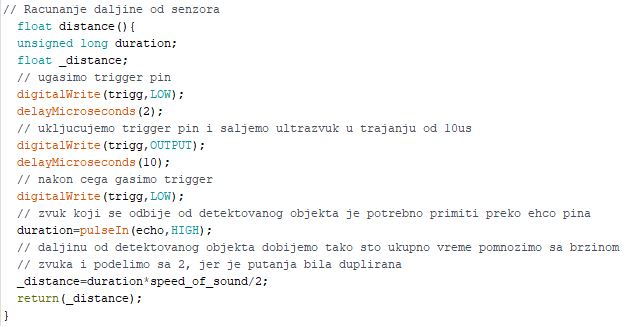 // Racunanje daljine od senzora
float distance(){
unsigned long duration;
float _distance;
// ugasimo trigger pin
digitalWrite(trigg,LOW);
delayMicroseconds(2);
// ukljucujemo trigger pin i saljemo ultrazvuk u trajanju od 10us
digitalWrite(trigg,OUTPUT);
delayMicroseconds(10);
// nakon cega gasimo trigger
digitalWrite(trigg,LOW);
// zvuk koji se odbije od detektovanog objekta je potrebno primiti preko ehco pina
duration=pulseIn(echo,HIGH);
// daljinu od detektovanog objekta dobijemo tako sto ukupno vreme pomnozimo sa brzinom
// zvuka i podelimo sa 2, jer je putanja bila duplirana
_distance=duration*speed_of_sound/2;
return(_distance);
}